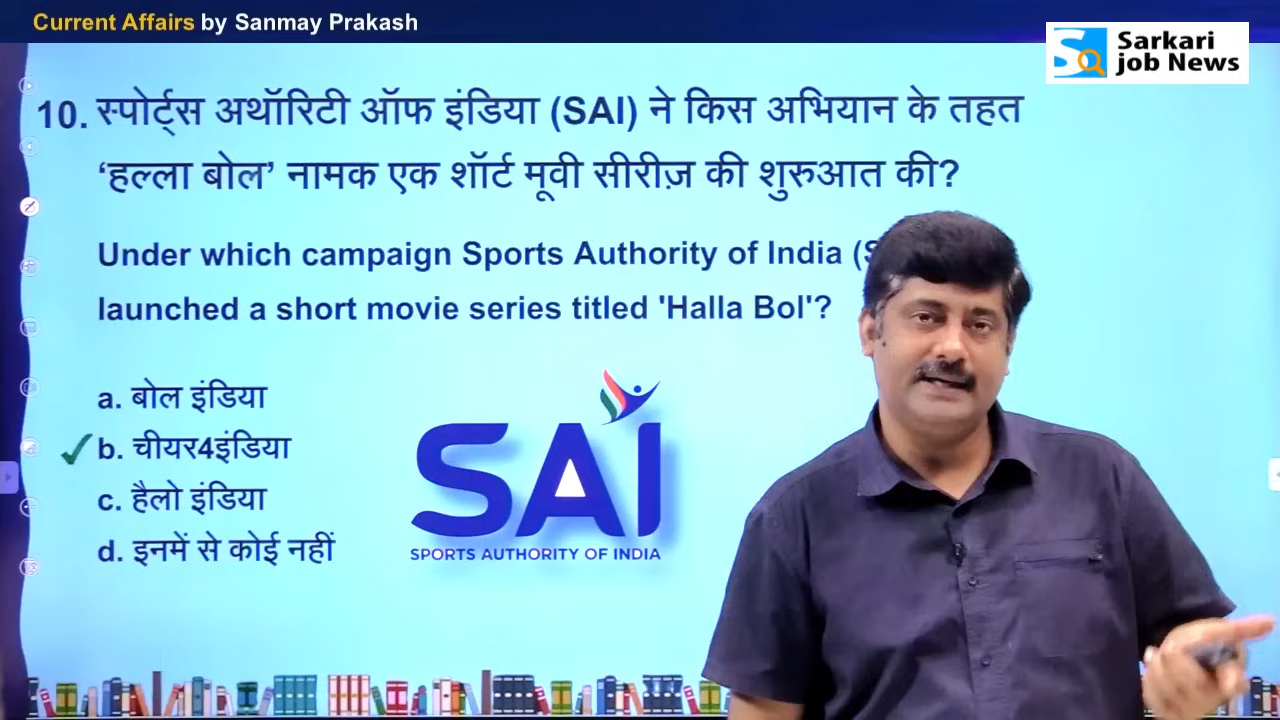 Current Affairs by Sanmay Prakash
Sarkari
job News
10. स्पोर्ट्स अथॉरिटी ऑफ इंडिया (SAI) ने किस अभियान के तहत
‘हल्ला बोल’ नामक एक शॉर्ट मूवी सीरीज़ की शुरुआत की?
Under which campaign Sports Authority of India (S
launched a short movie series titled 'Halla Bol'?
a. बोल इंडिया
b. चीयर4इंडिया
c. हैलो इंडिया
d. इनमें से कोई नहीं
SAI
SPORTS AUTHORITY OF INDIA